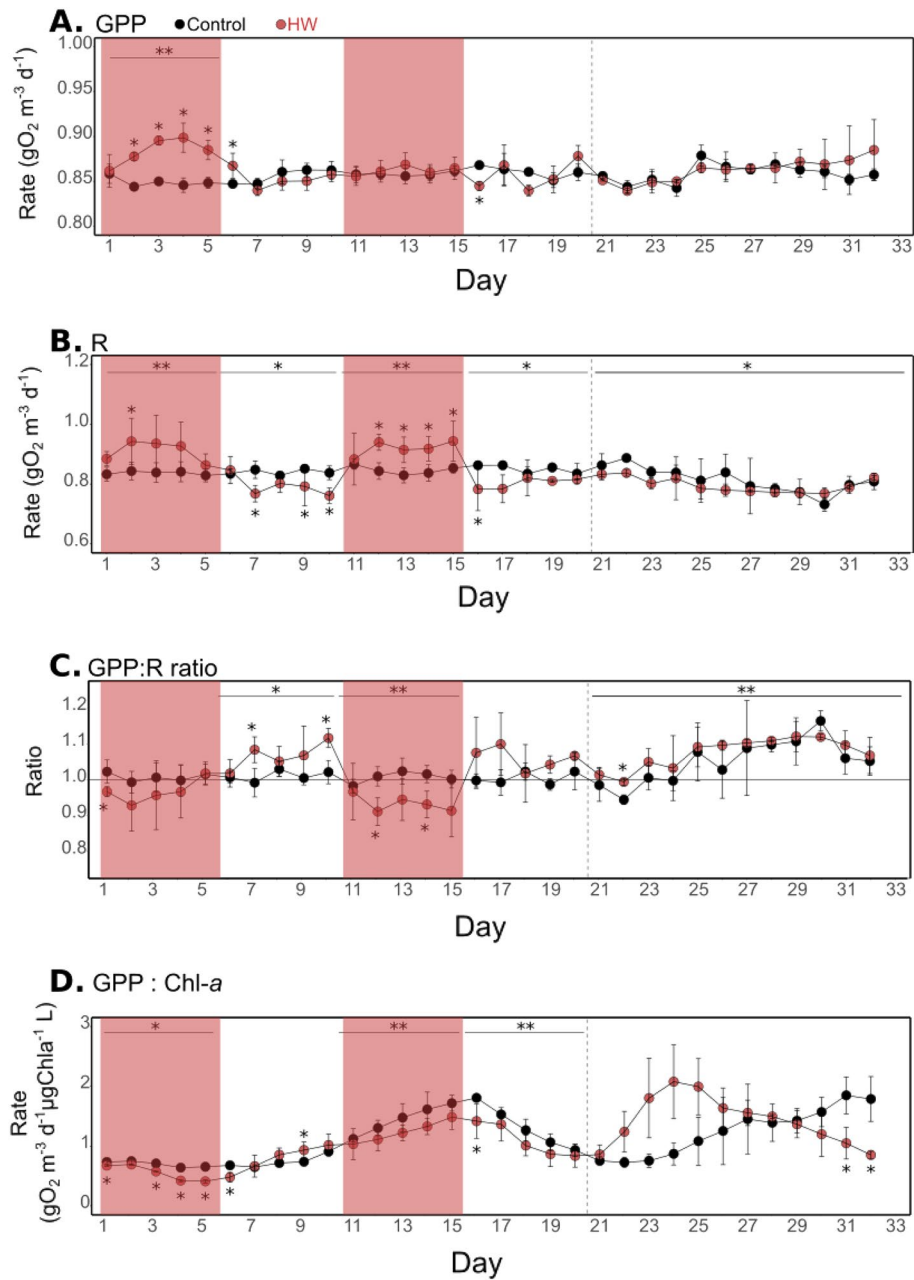 A. GPP Control HW
1.00
**
0.95
* * * * *
0.90
0.85
*
0.80
Rate (gO₂ m⁻³ d⁻¹)
1 3 5 7 9 11 13 15 17 19 21 23 25 27 29 31 33
Day
B. R
1.2
** * ** * *
* * * * *
1.0
0.8
* * * *
0.6
Rate (gO₂ m⁻³ d⁻¹)
1 3 5 7 9 11 13 15 17 19 21 23 25 27 29 31 33
Day
C. GPP:R ratio
* ** **
1.2
* *
1.1
1.0
*
0.9
* * *
0.8
Ratio
1 3 5 7 9 11 13 15 17 19 21 23 25 27 29 31 33
Day
D. GPP : Chl-a
3
* ** **
2
1
*
* * * * * * * *
0
Rate
(gO₂ m⁻³ d⁻¹µgChla⁻¹ L)
1 3 5 7 9 11 13 15 17 19 21 23 25 27 29 31 33
Day